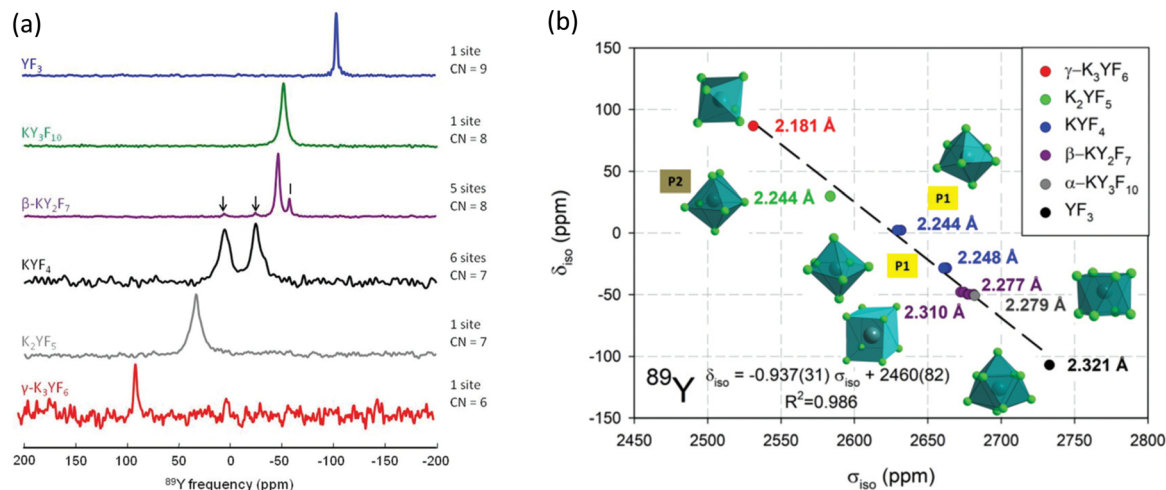 (a)
YF₃
1 site
CN = 9
KY₃F₁₀
1 site
CN = 8
β-KY₂F₇
5 sites
CN = 8
KYF₄
6 sites
CN = 7
K₂YF₅
1 site
CN = 7
γ-K₃YF₆
1 site
CN = 6
200 150 100 50 0 -50 -100 -150 -200
⁸⁹Y frequency (ppm)
(b)
150
100
50
0
-50
-100
-150
δiso (ppm)
2.181 Å
P2
2.244 Å
P1
2.244 Å
P1
2.248 Å
2.277 Å
2.310 Å
2.279 Å
2.321 Å
γ–K₃YF₆
K₂YF₅
KYF₄
β–KY₂F₇
α–KY₃F₁₀
YF₃
⁸⁹Y
δiso = -0.937(31) σiso + 2460(82)
R²=0.986
2450 2500 2550 2600 2650 2700 2750 2800
σiso (ppm)